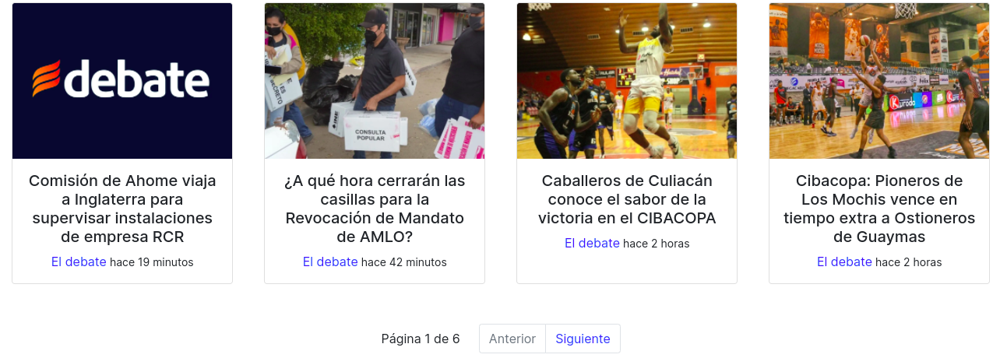 debate
CONSULTA
POPULAR
INE
Kuroda
felix
Comisión de Ahome viaja
a Inglaterra para
supervisar instalaciones
de empresa RCR
El debate hace 19 minutos
¿A qué hora cerrarán las
casillas para la
Revocación de Mandato
de AMLO?
El debate hace 42 minutos
Caballeros de Culiacán
conoce el sabor de la
victoria en el CIBACOPA
El debate hace 2 horas
Cibacopa: Pioneros de
Los Mochis vence en
tiempo extra a Ostioneros
de Guaymas
El debate hace 2 horas
Página 1 de 6 Anterior Siguiente